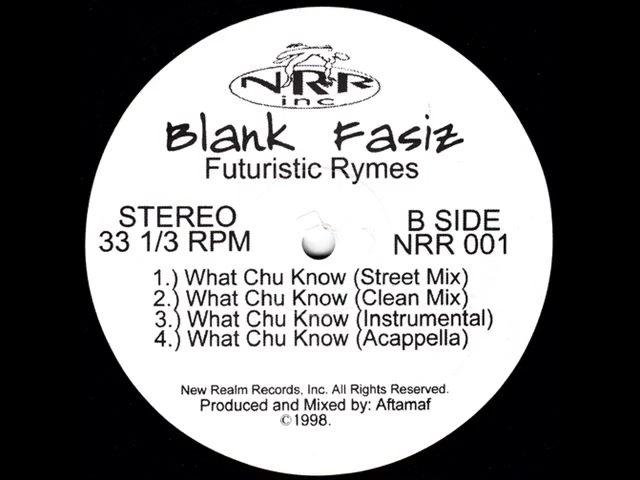 NRR
inc
Blank Fasiz
Futuristic Rymes
STEREO
33 1/3 RPM
B SIDE
NRR 001
1.) What Chu Know (Street Mix)
2.) What Chu Know (Clean Mix)
3.) What Chu Know (Instrumental)
4.) What Chu Know (Acappella)
New Realm Records, Inc. All Rights Reserved.
Produced and Mixed by: Aftamaf
©1998.